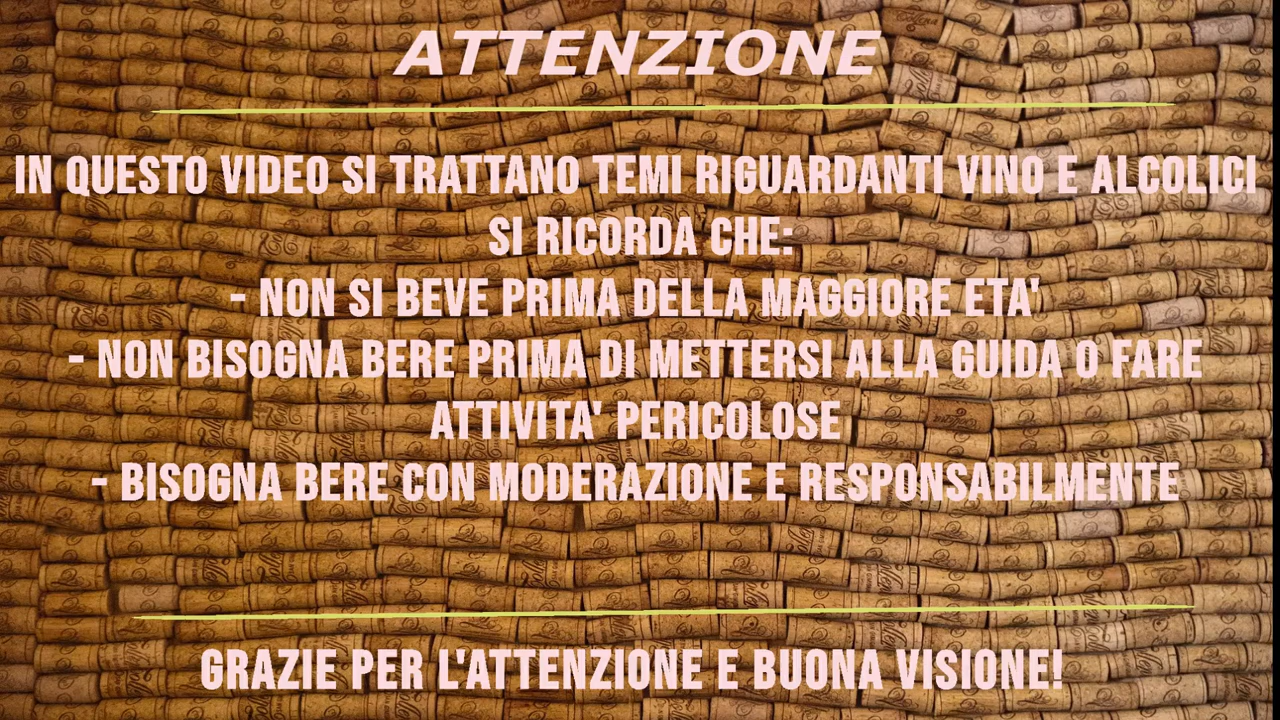 ATTENZIONE
IN QUESTO VIDEO SI TRATTANO TEMI RIGUARDANTI VINO E ALCOLICI
SI RICORDA CHE:
- NON SI BEVE PRIMA DELLA MAGGIORE ETA'
- NON BISOGNA BERE PRIMA DI METTERSI ALLA GUIDA O FARE
ATTIVITA' PERICOLOSE
- BISOGNA BERE CON MODERAZIONE E RESPONSABILMENTE
GRAZIE PER L'ATTENZIONE E BUONA VISIONE!